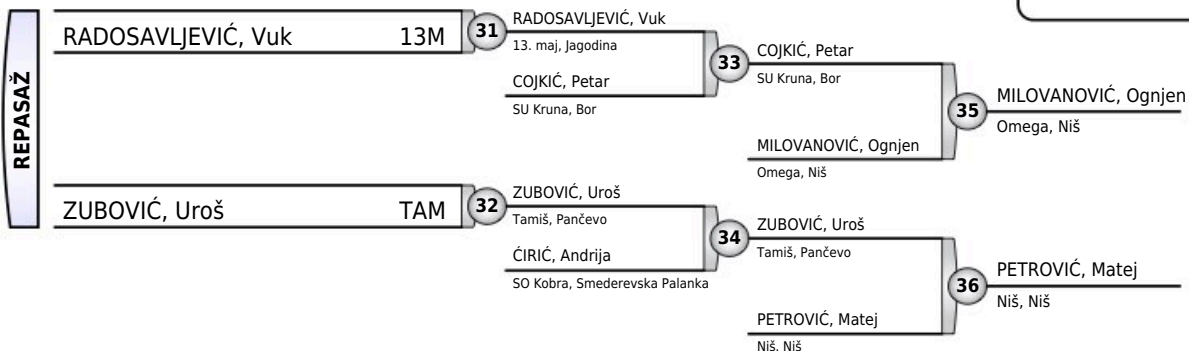 REPASAŽ
RADOSAVLJEVIĆ, Vuk 13M
31
RADOSAVLJEVIĆ, Vuk
13. maj, Jagodina
COJKIĆ, Petar
SU Kruna, Bor
33
COJKIĆ, Petar
SU Kruna, Bor
MILOVANOVIĆ, Ognjen
Omega, Niš
35
MILOVANOVIĆ, Ognjen
Omega, Niš
ZUBOVIĆ, Uroš TAM
32
ZUBOVIĆ, Uroš
Tamiš, Pančevo
ĆIRIĆ, Andrija
SO Kobra, Smederevska Palanka
34
ZUBOVIĆ, Uroš
Tamiš, Pančevo
PETROVIĆ, Matej
Niš, Niš
36
PETROVIĆ, Matej
Niš, Niš